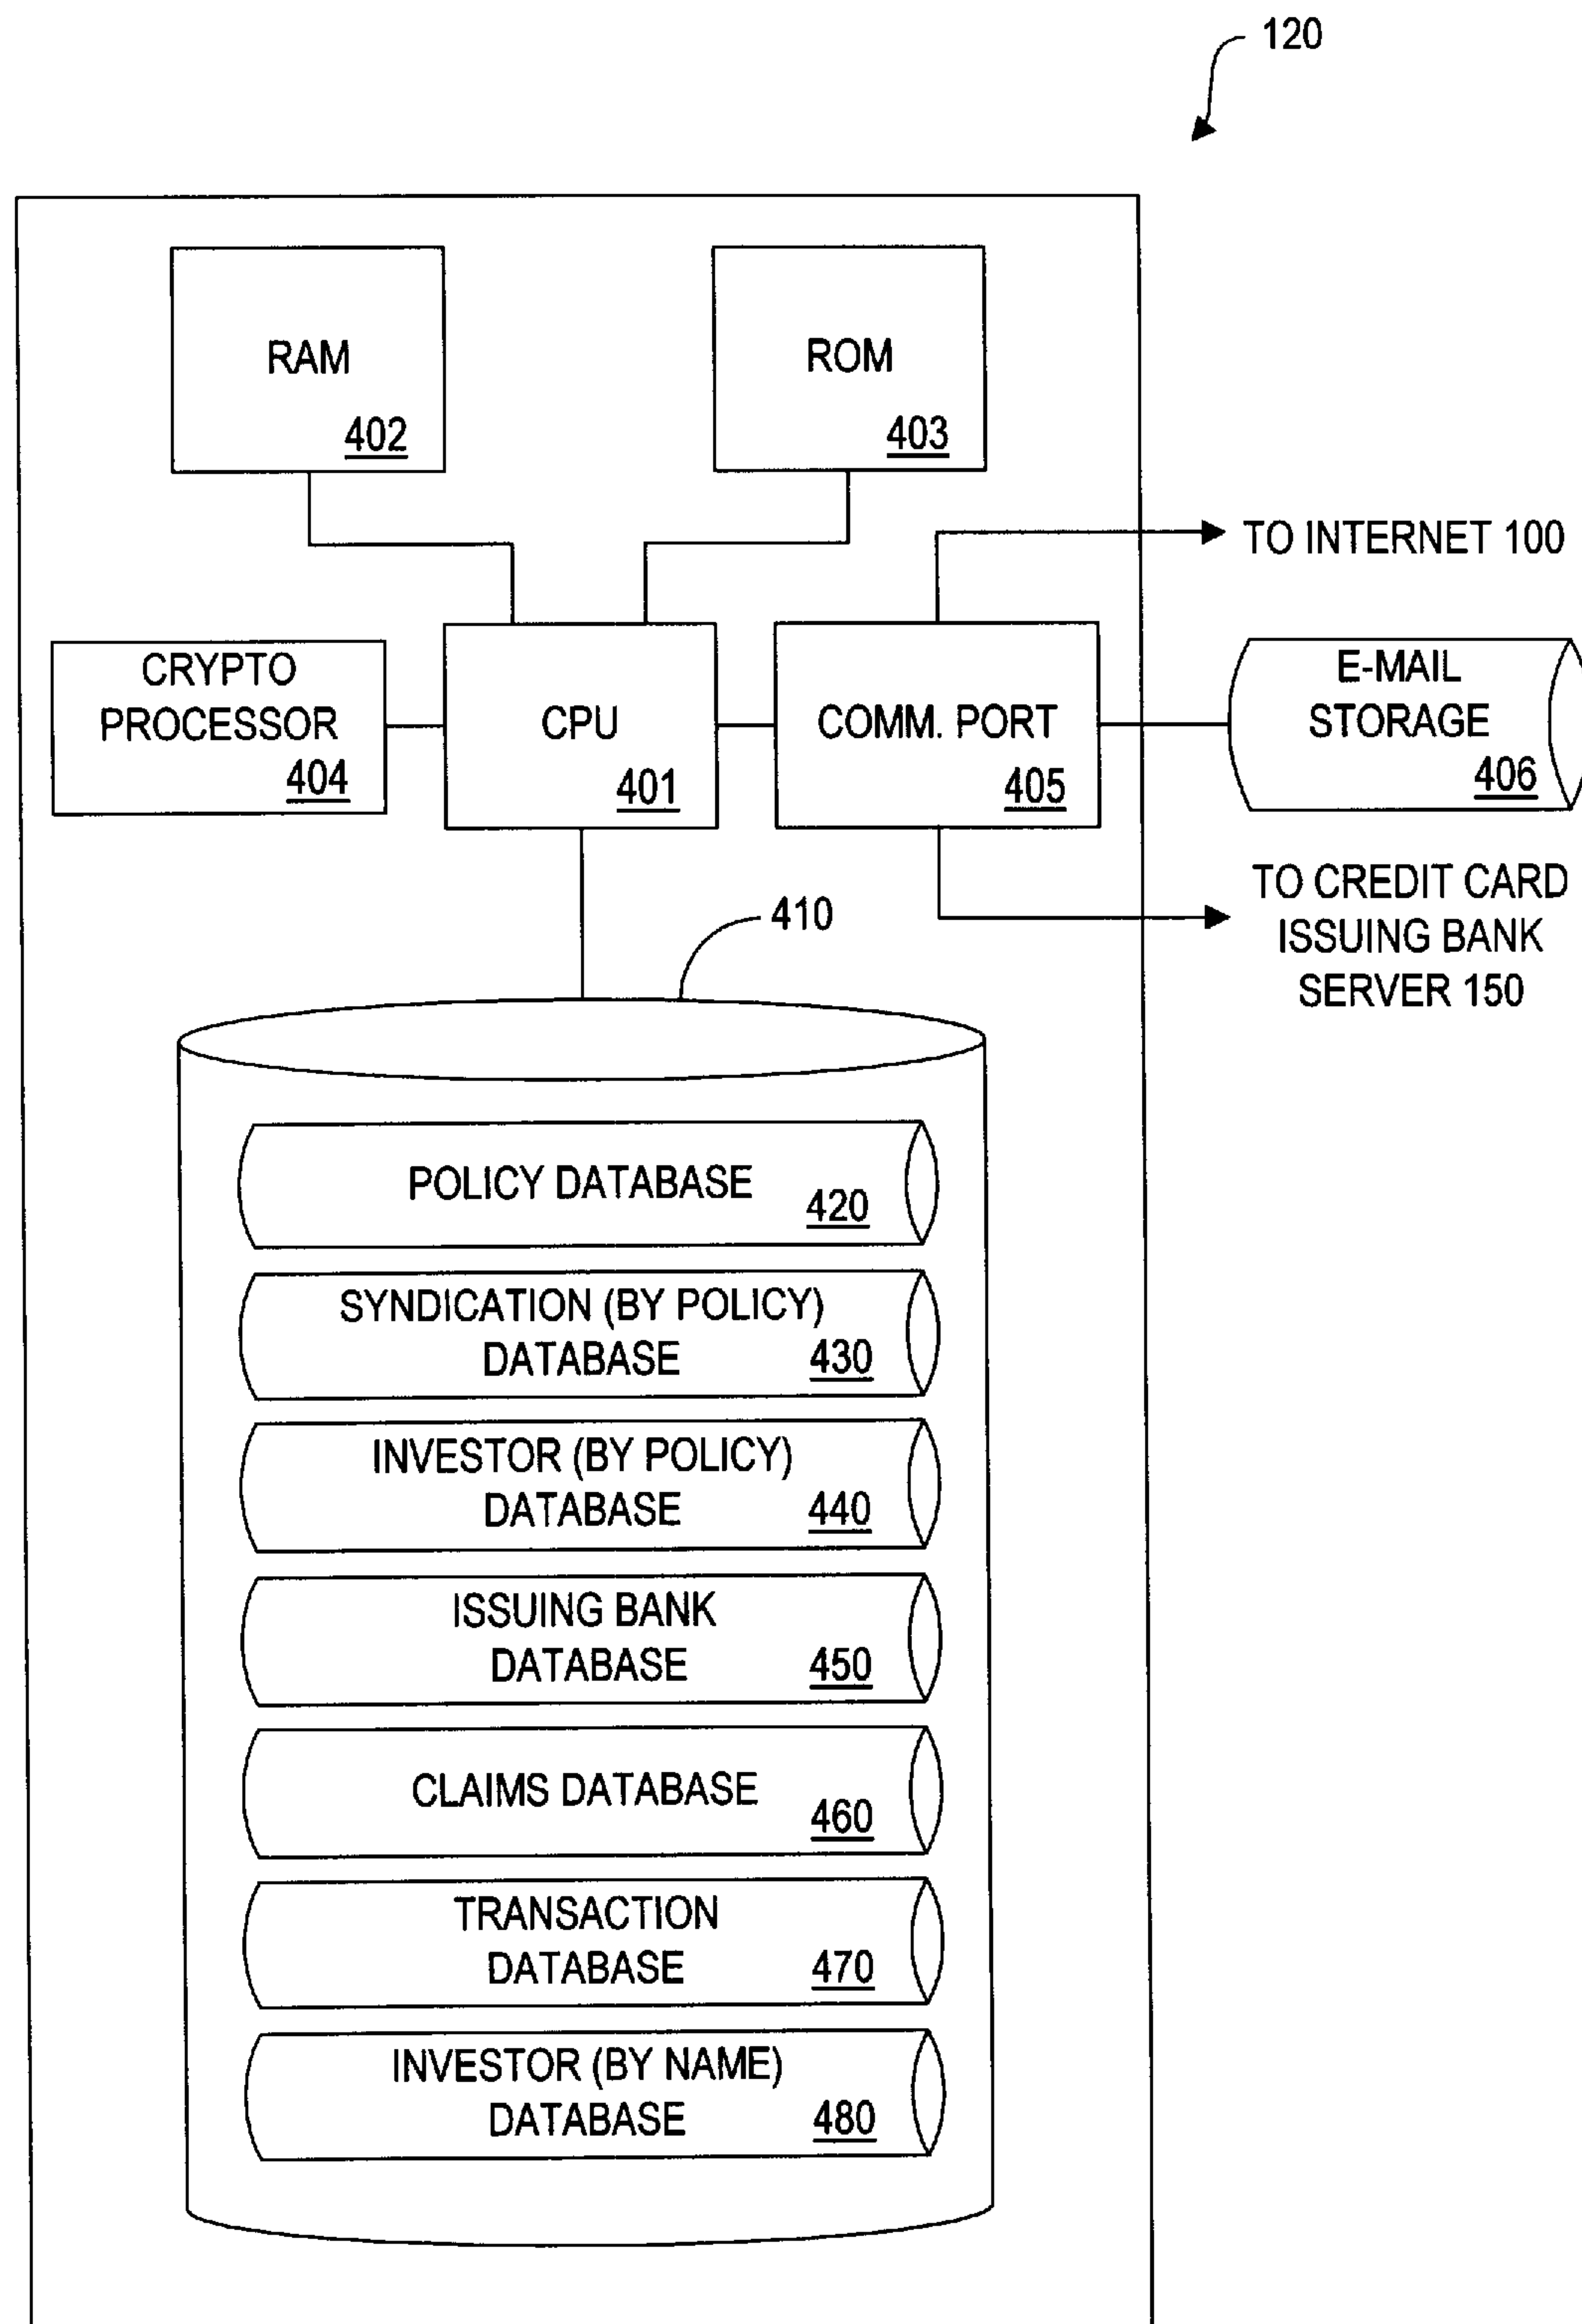 120
RAM
402
ROM
403
TO INTERNET 100
CRYPTO
PROCESSOR
404
CPU
401
COMM. PORT
405
E-MAIL
STORAGE
406
TO CREDIT CARD
ISSUING BANK
SERVER 150
410
POLICY DATABASE
420
SYNDICATION (BY POLICY)
DATABASE 430
INVESTOR (BY POLICY)
DATABASE 440
ISSUING BANK
DATABASE 450
CLAIMS DATABASE
460
TRANSACTION
DATABASE 470
INVESTOR (BY NAME)
DATABASE 480